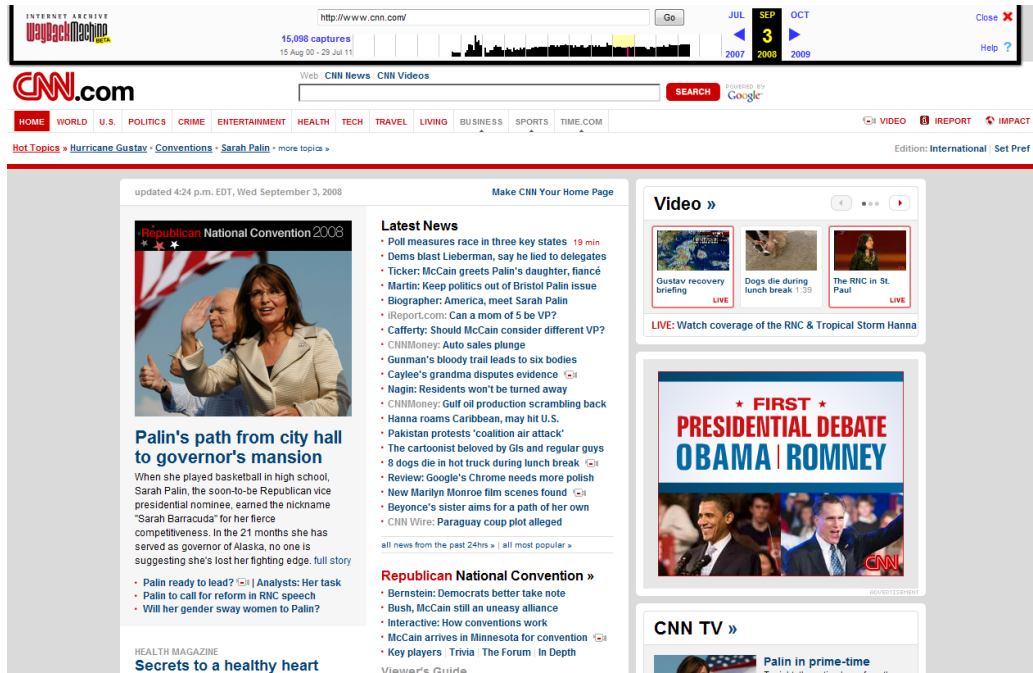 INTERNET ARCHIVE
WayBackMachine
BETA
http://www.cnn.com/
Go
15,098 captures
15 Aug 00 - 29 Jul 11
JUL SEP OCT
3
2007 2008 2009
Close
Help ?
CNN.com
Web | CNN News | CNN Videos
SEARCH
POWERED BY
Google
HOME WORLD U.S. POLITICS CRIME ENTERTAINMENT HEALTH TECH TRAVEL LIVING BUSINESS SPORTS TIME.COM
VIDEO IREPORT IMPACT
Hot Topics » Hurricane Gustav • Conventions • Sarah Palin • more topics »
Edition: International | Set Pref
updated 4:24 p.m. EDT, Wed September 3, 2008
Make CNN Your Home Page
Republican National Convention 2008
Palin's path from city hall
to governor's mansion
When she played basketball in high school,
Sarah Palin, the soon-to-be Republican vice
presidential nominee, earned the nickname
"Sarah Barracuda" for her fierce
competitiveness. In the 21 months she has
served as governor of Alaska, no one is
suggesting she's lost her fighting edge. full story
• Palin ready to lead? | Analysts: Her task
• Palin to call for reform in RNC speech
• Will her gender sway women to Palin?
HEALTH MAGAZINE
Secrets to a healthy heart
Latest News
• Poll measures race in three key states 19 min
• Dems blast Lieberman, say he lied to delegates
• Ticker: McCain greets Palin's daughter, fiancé
• Martin: Keep politics out of Bristol Palin issue
• Biographer: America, meet Sarah Palin
• iReport.com: Can a mom of 5 be VP?
• Cafferty: Should McCain consider different VP?
• CNNMoney: Auto sales plunge
• Gunman's bloody trail leads to six bodies
• Caylee's grandma disputes evidence
• Nagin: Residents won't be turned away
• CNNMoney: Gulf oil production scrambling back
• Hanna roams Caribbean, may hit U.S.
• Pakistan protests 'coalition air attack'
• The cartoonist beloved by GIs and regular guys
• 8 dogs die in hot truck during lunch break
• Review: Google's Chrome needs more polish
• New Marilyn Monroe film scenes found
• Beyonce's sister aims for a path of her own
• CNN Wire: Paraguay coup plot alleged
all news from the past 24hrs » | all most popular »
Republican National Convention »
• Bernstein: Democrats better take note
• Bush, McCain still an uneasy alliance
• Interactive: How conventions work
• McCain arrives in Minnesota for convention
• Key players | Trivia | The Forum | In Depth
Viewer's Guide
Video »
Gustav recovery
briefing
LIVE
Dogs die during
lunch break 1:39
The RNC in St.
Paul
LIVE
LIVE: Watch coverage of the RNC & Tropical Storm Hanna
FIRST
PRESIDENTIAL DEBATE
OBAMA | ROMNEY
CNN
ADVERTISEMENT
CNN TV »
Palin in prime-time